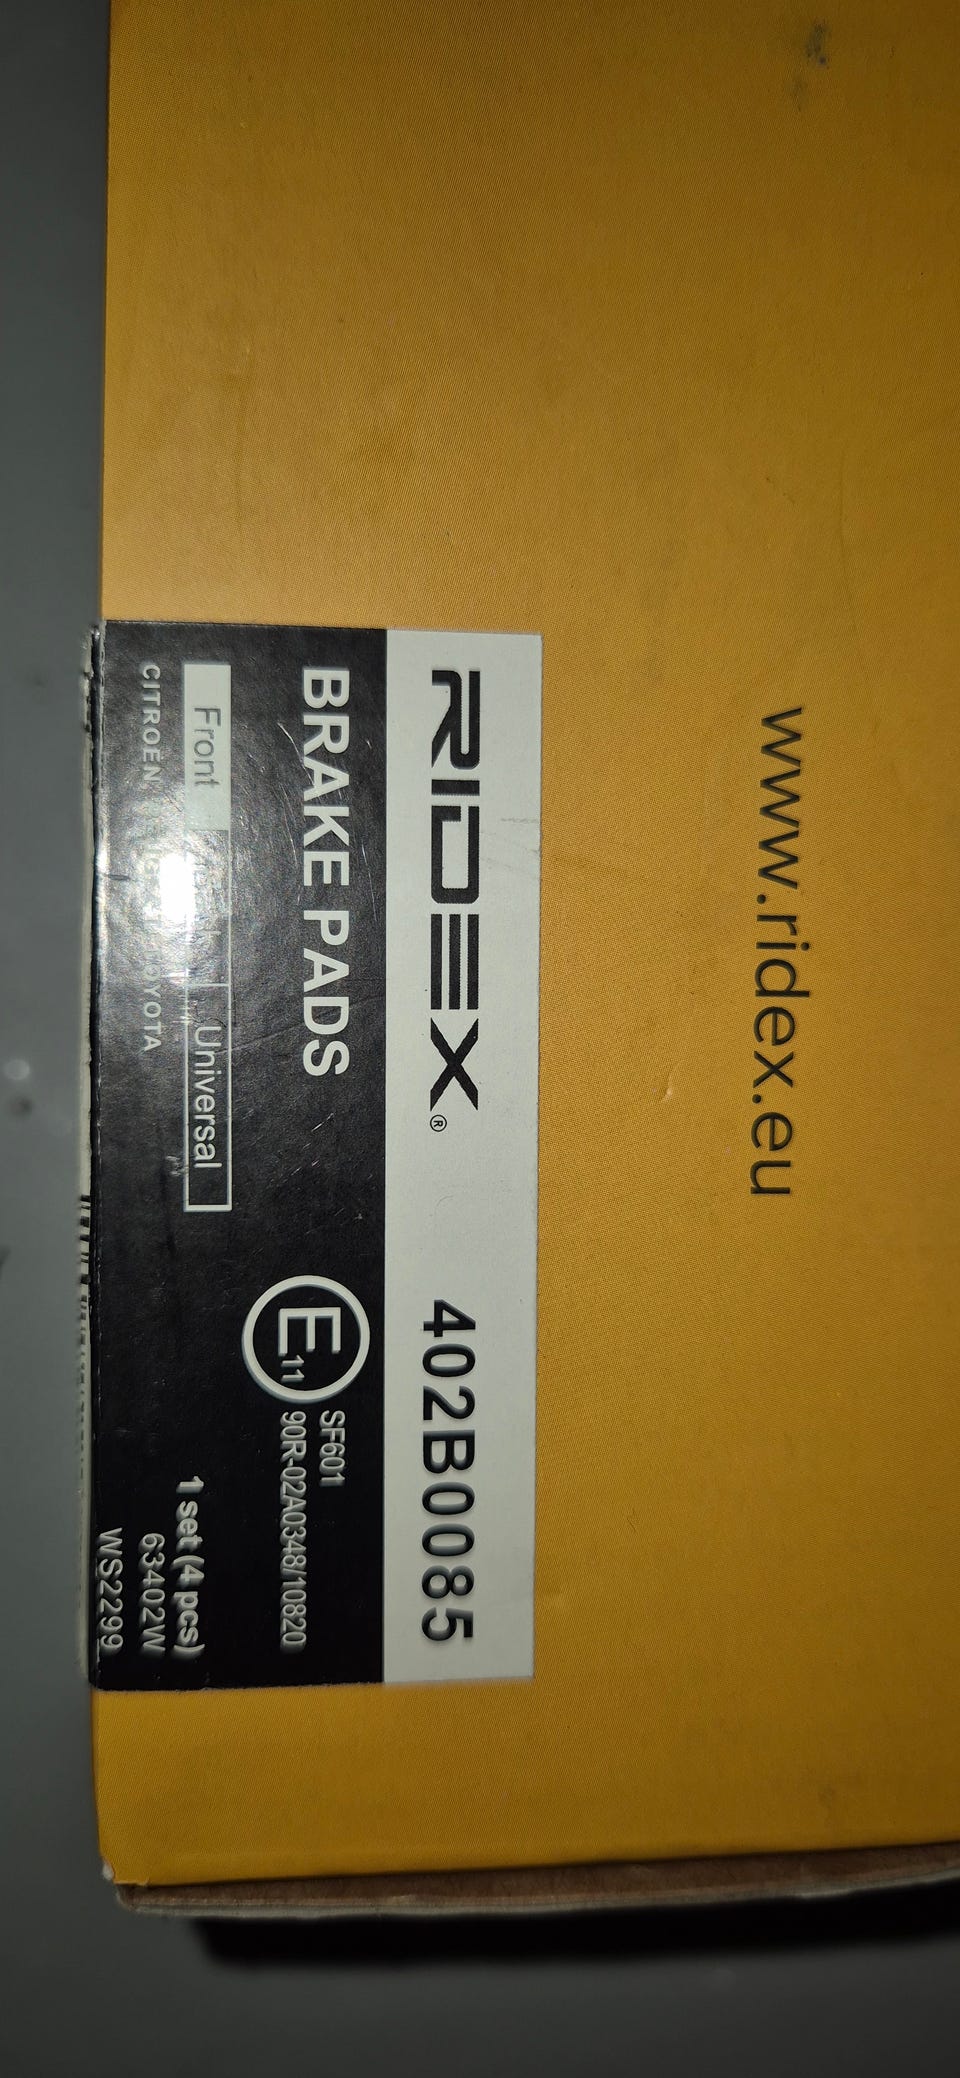 www.ridex.eu
RIDEX® 402B0085
BRAKE PADS
E11
SF601
90R-02A0348/10820
Front Universal
1 set (4 pcs)
CITROEN TOYOTA
63402W
WS2299